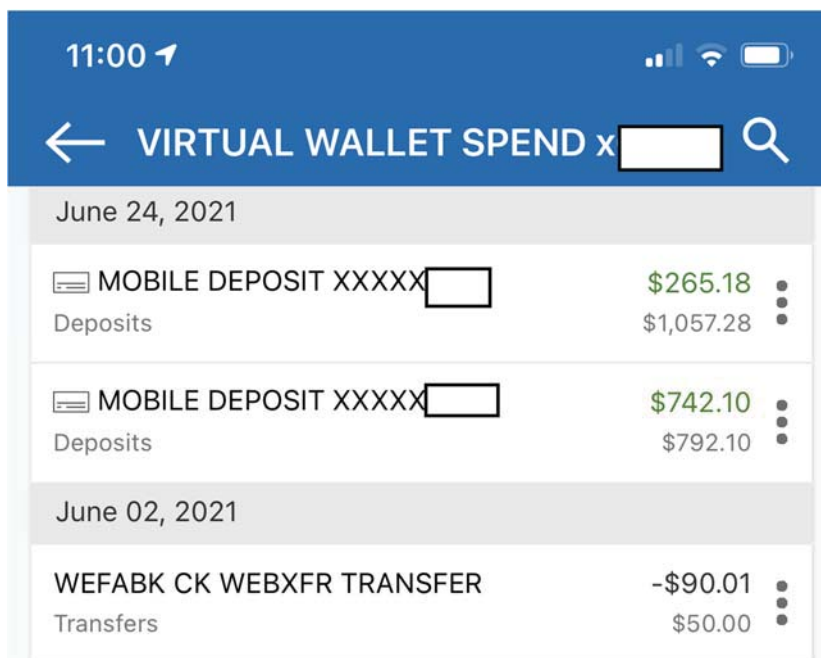 11:00
VIRTUAL WALLET SPEND x
June 24, 2021
MOBILE DEPOSIT XXXXX $265.18
Deposits $1,057.28
MOBILE DEPOSIT XXXXX $742.10
Deposits $792.10
June 02, 2021
WEFABK CK WEBXFR TRANSFER -$90.01
Transfers $50.00